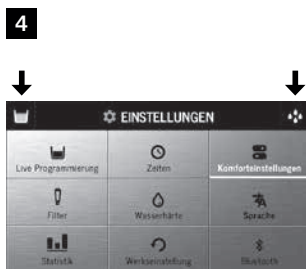 4
EINSTELLUNGEN
Live Programmierung Zeiten Komforteinstellungen
Filter Wasserhärte Sprache
Statistik Werkseinstellung Bluetooth